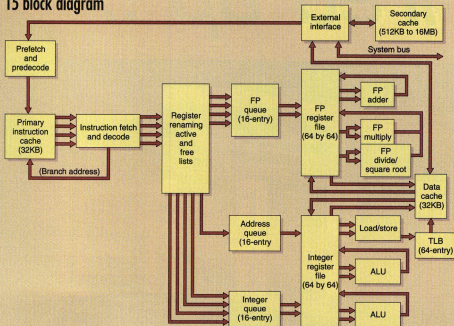 T5 block diagram
External
interface
Secondary
cache
(512KB to 16MB)
System bus
Prefetch
and
predecode
Primary
instruction
cache
(32KB)
Instruction fetch
and decode
(Branch address)
Register
renaming
active
and
free
lists
FP
queue
(16-entry)
FP
register
file
(64 by 64)
FP
adder
FP
multiply
FP
divide/
square root
Data
cache
(32KB)
Address
queue
(16-entry
Integer
register
file
(64 by 64)
Load/store
TLB
(64-entry)
ALU
Integer
queue
(16-entry)
ALU